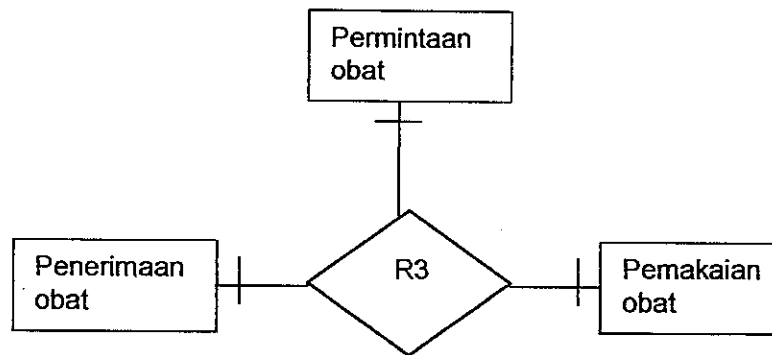 Permintaan
obat
Penerimaan
obat
R3
Pemakaian
obat